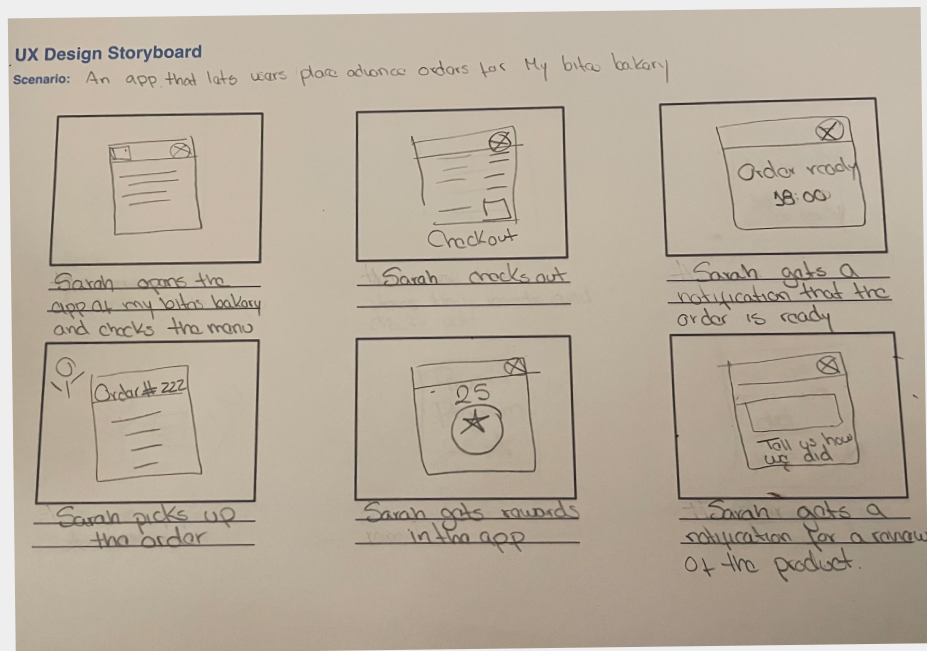 UX Design Storyboard
Scenario: An app that lets users place advance orders for My bites bakery
Sarah opens the
app at my bites bakery
and checks the menu
Checkout
Sarah checks out
Order ready
18:00
Sarah gets a
notification that the
order is ready
Order# 222
Sarah picks up
the order
25
Sarah gets rewards
in the app
Tell us how
we did
Sarah gets a
notification for a review
of the product.